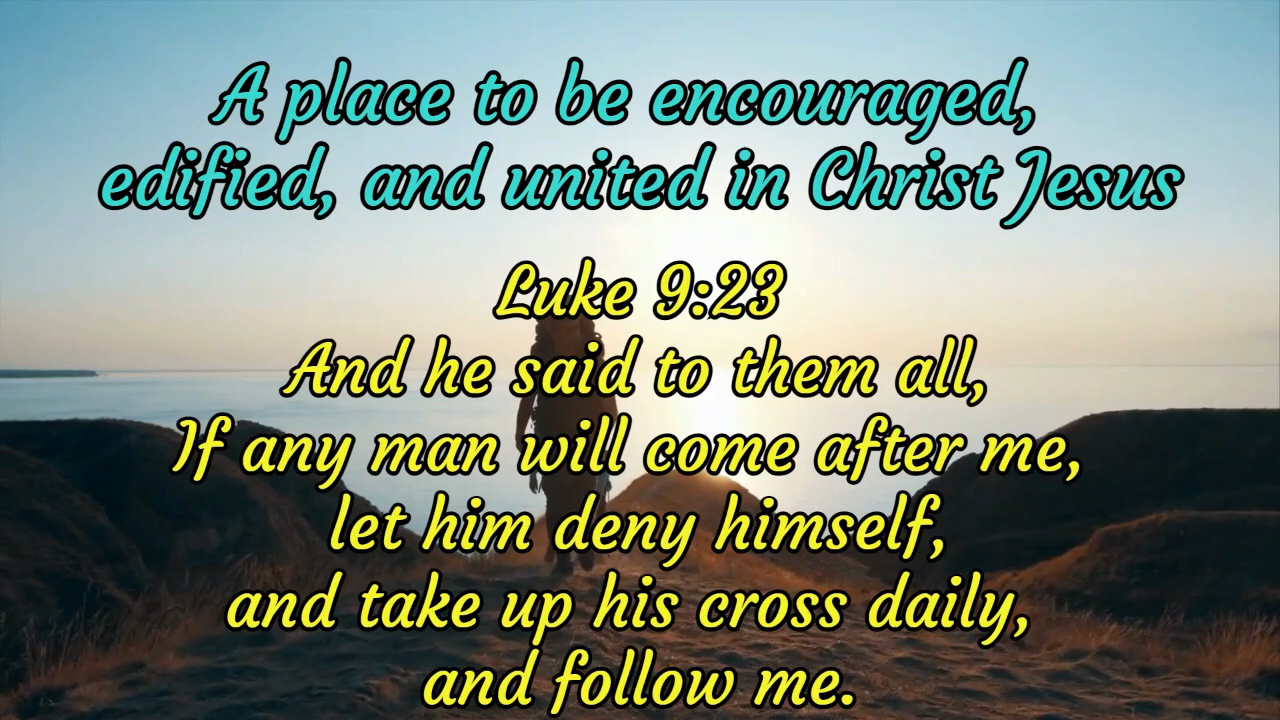 A place to be encouraged,
edified, and united in Christ Jesus
Luke 9:23
And he said to them all,
If any man will come after me,
let him deny himself,
and take up his cross daily,
and follow me.